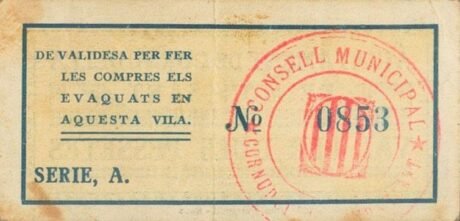 DE VALIDESA PER FER
LES COMPRES ELS
EVAQUATS EN
AQUESTA VILA.
SERIE, A.
Nº 0853
CONSELL MUNICIPAL